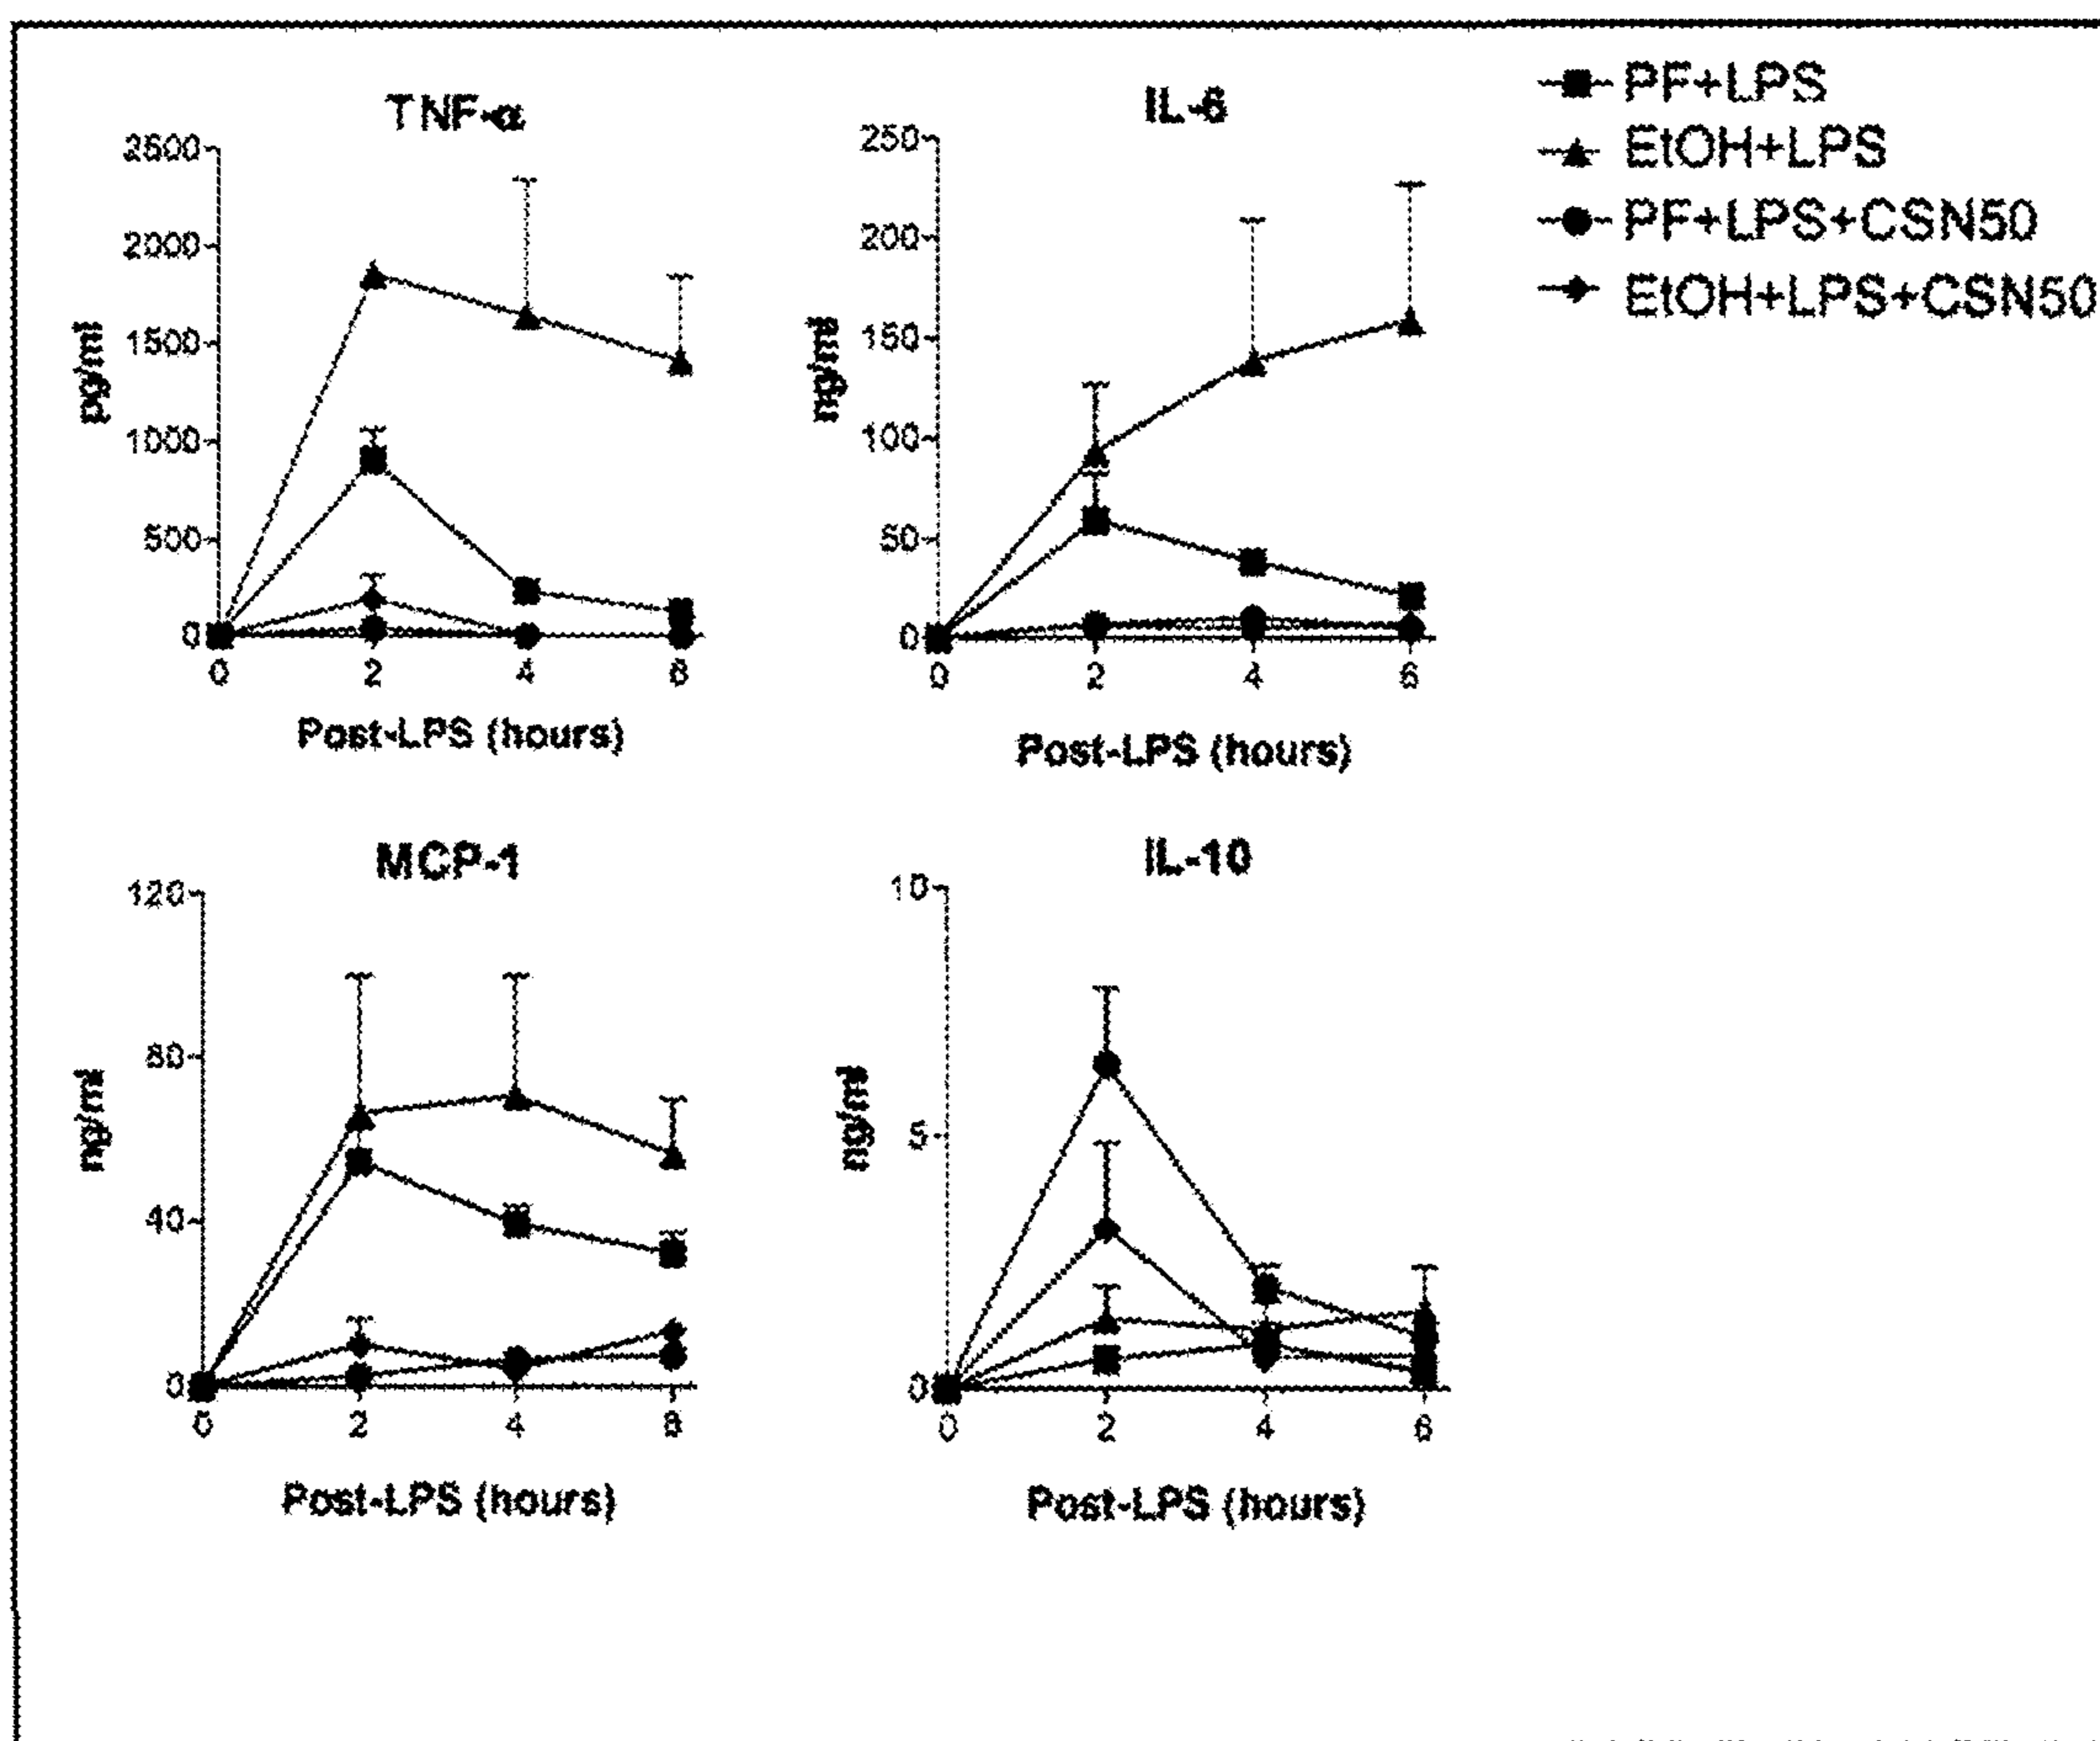 TNF-α
2500
2000
1500
1000
500
0
0 2 4 6
pg/ml
Post-LPS (hours)
IL-6
250
200
150
100
50
0
0 2 4 6
ng/ml
Post-LPS (hours)
PF+LPS
EtOH+LPS
PF+LPS+CSN50
EtOH+LPS+CSN50
MCP-1
120
80
40
0
0 2 4 6
ng/ml
Post-LPS (hours)
IL-10
10
5
0
0 2 4 6
ng/ml
Post-LPS (hours)